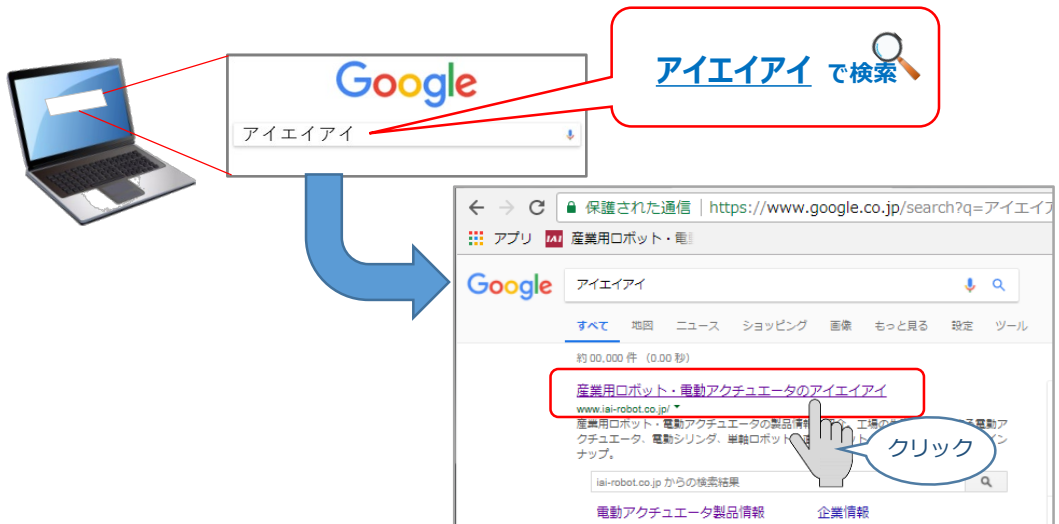 Google
アイエイアイ
アイエイアイ で検索
保護された通信 | https://www.google.co.jp/search?q=アイエイア
アプリ IAI 産業用ロボット・電
Google アイエイアイ
すべて 地図 ニュース ショッピング 画像 もっと見る 設定 ツール
約 00,000 件 (0.00 秒)
産業用ロボット・電動アクチュエータのアイエイアイ
www.iai-robot.co.jp/
産業用ロボット・電動アクチュエータの製品情報 工場の 電動ア
クチュエータ、電動シリンダ、単軸ロボット イン
ナップ。
クリック
iai-robot.co.jp からの検索結果
電動アクチュエータ製品情報 企業情報